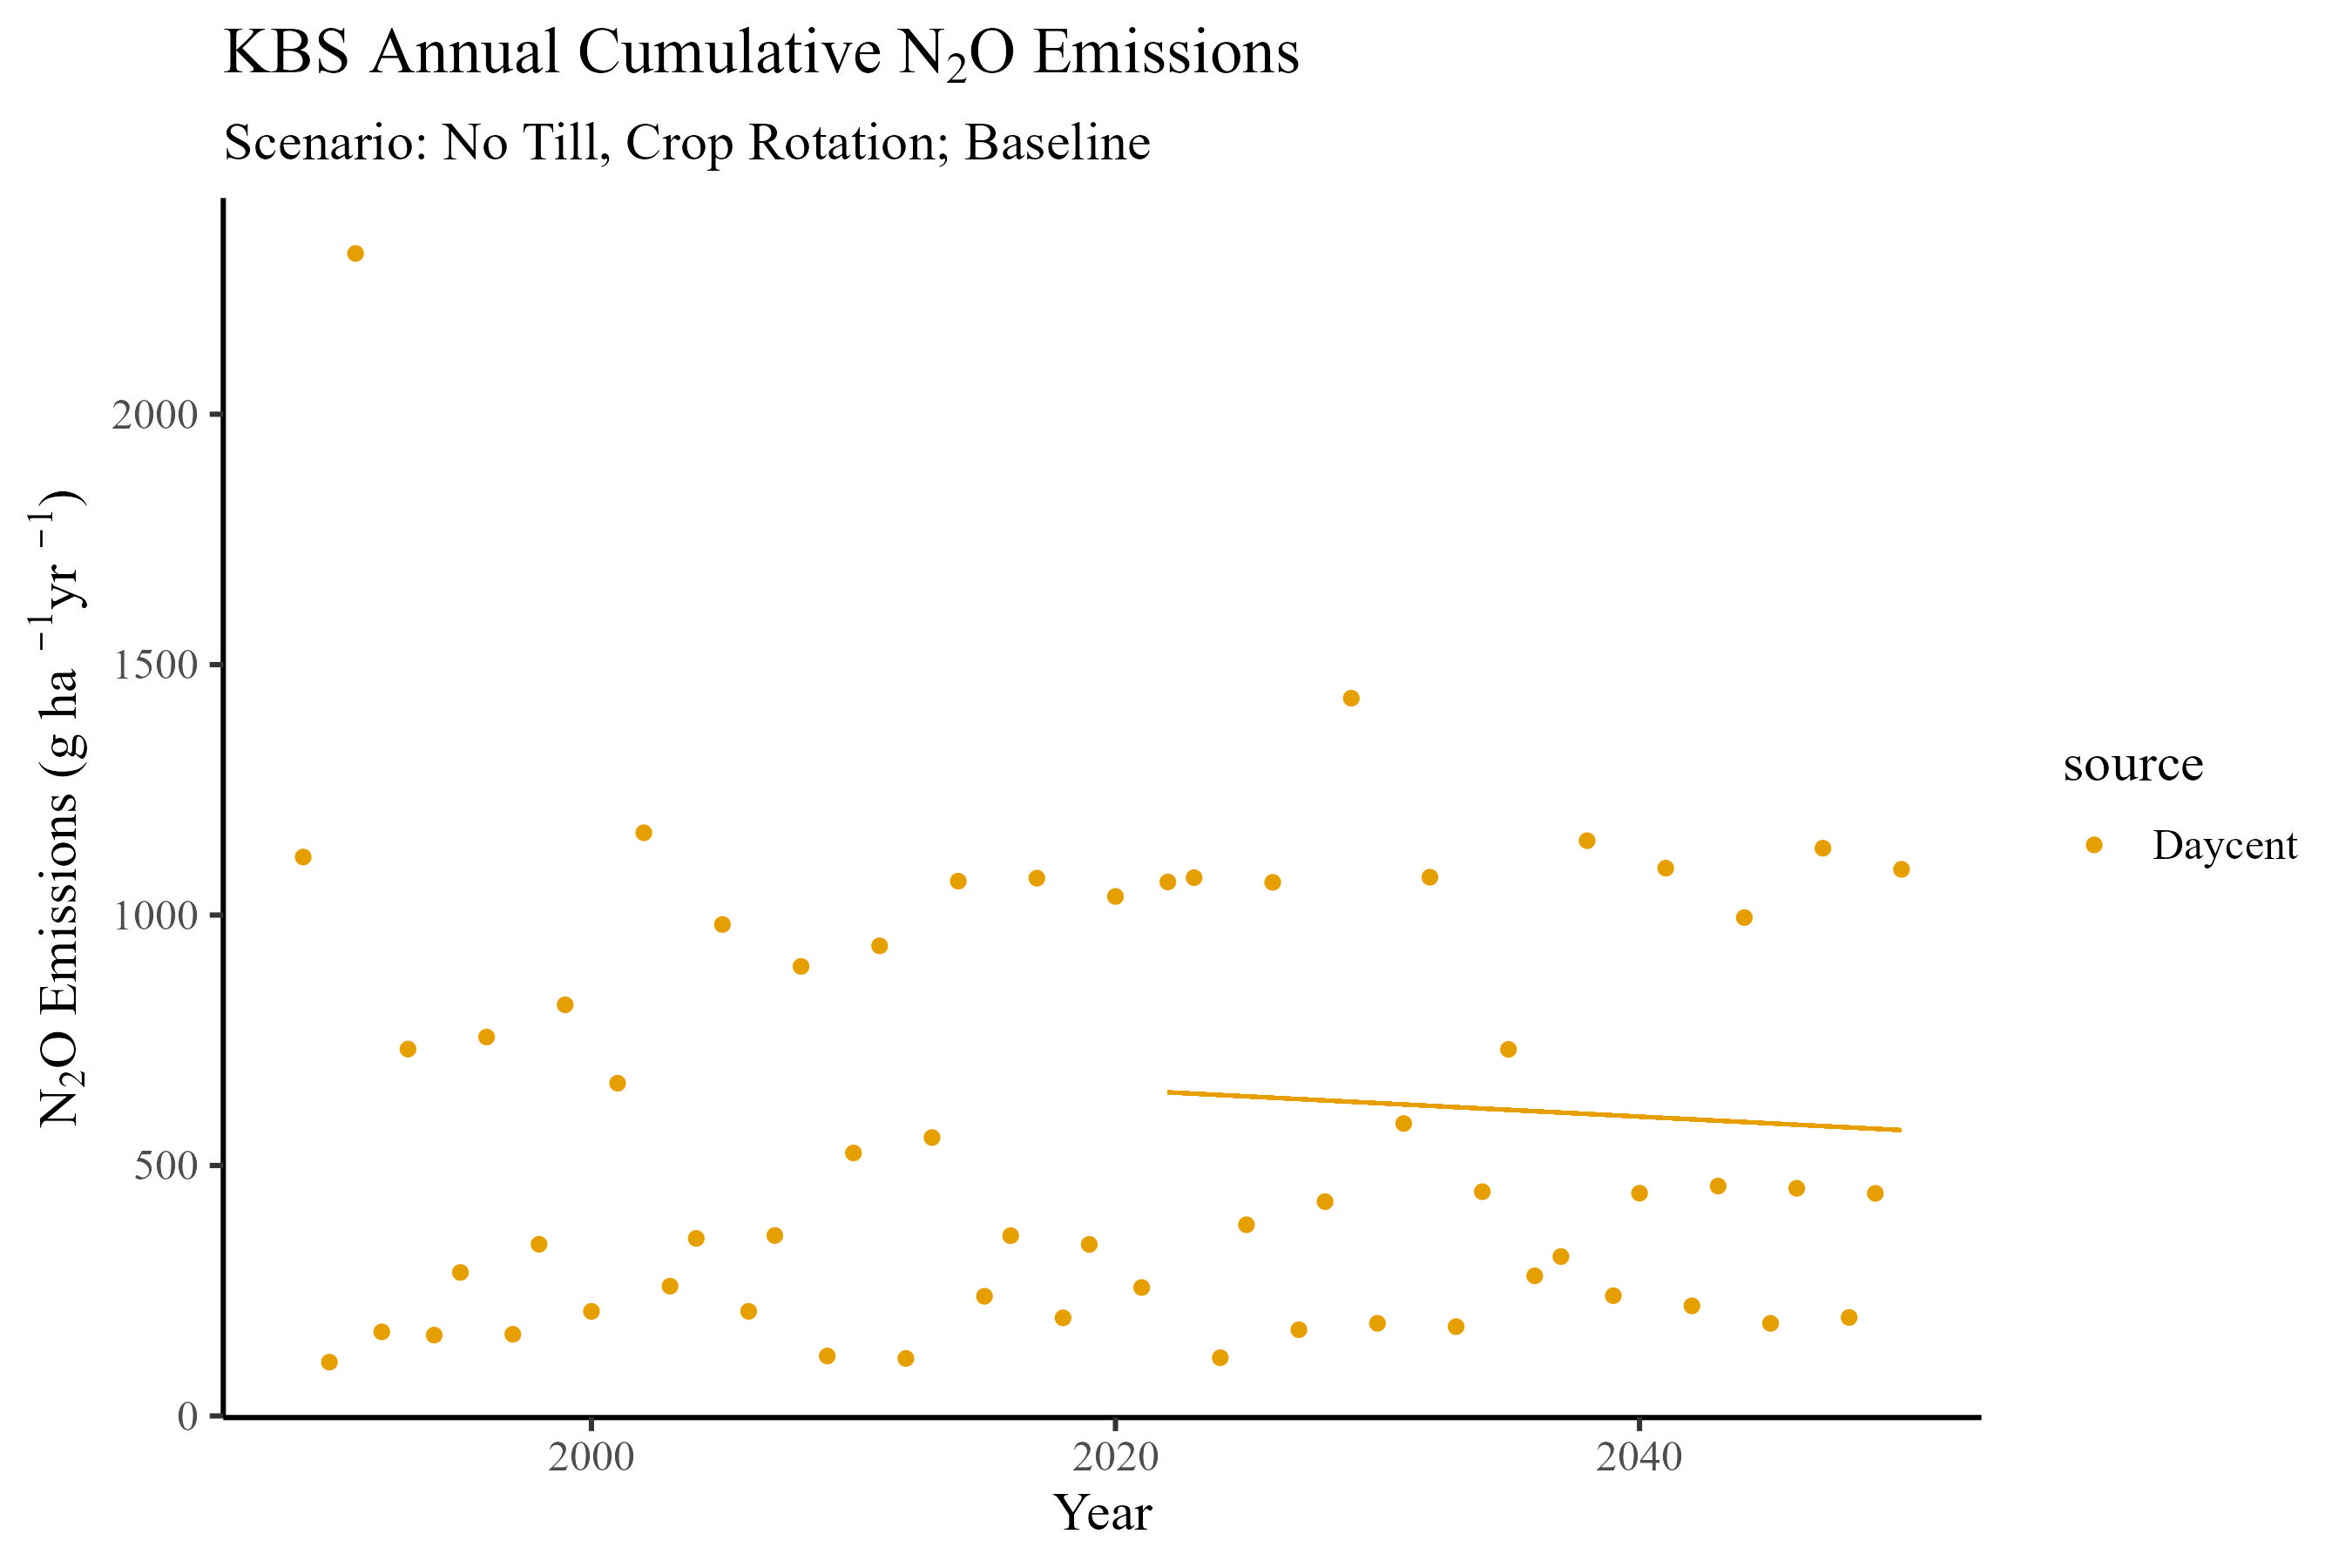 KBS Annual Cumulative N₂O Emissions
Scenario: No Till, Crop Rotation; Baseline
N₂O Emissions (g ha⁻¹yr⁻¹)
2000
1500
1000
500
0
2000 2020 2040
Year
source
Daycent